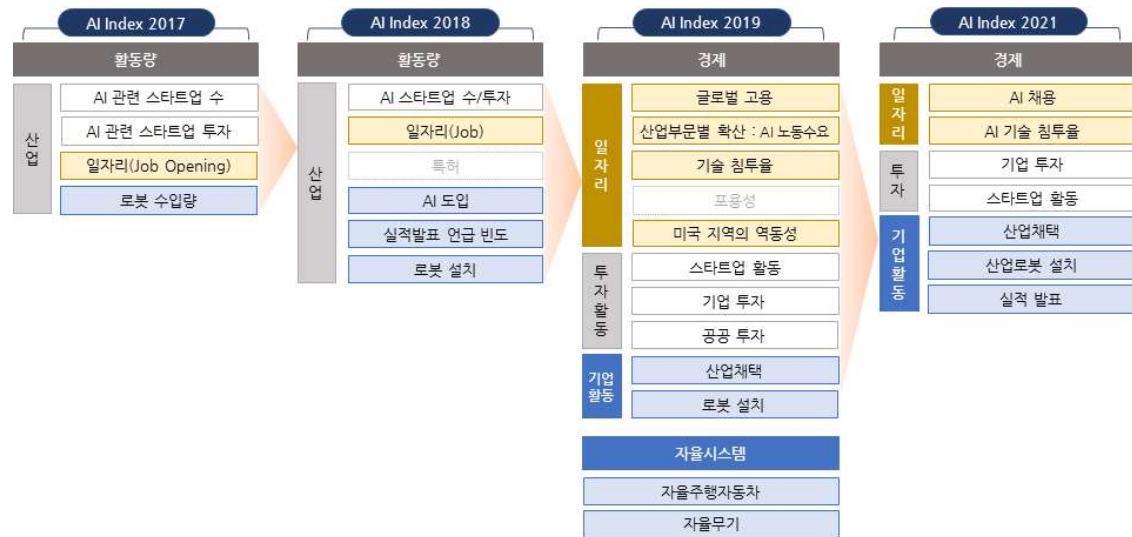 AI Index 2017
활동량
산업
AI 관련 스타트업 수
AI 관련 스타트업 투자
일자리(Job Opening)
로봇 수입량
AI Index 2018
활동량
산업
AI 스타트업 수/투자
일자리(Job)
특허
AI 도입
실적발표 언급 빈도
로봇 설치
AI Index 2019
경제
일자리
글로벌 고용
산업부문별 확산 : AI 노동수요
기술 침투율
포용성
미국 지역의 역동성
투자활동
스타트업 활동
기업 투자
공공 투자
기업
활동
산업채택
로봇 설치
자율시스템
자율주행자동차
자율무기
AI Index 2021
경제
일자리
AI 채용
AI 기술 침투율
투자
기업 투자
스타트업 활동
기업활동
산업채택
산업로봇 설치
실적 발표